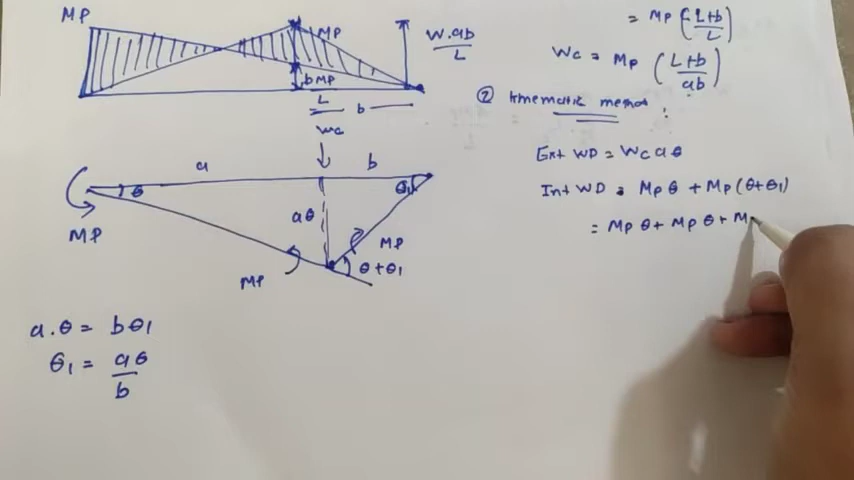 MP
MP
W.ab
L
bMP
L
b
Wc
a
b
θ
θ1
MP
aθ
MP
MP
θ+θ1
a.θ = bθ1
θ1 = aθ
b
= MP (L+b)
L
Wc = MP (L+b)
ab
② kinematic method :
Ext WD = Wc a θ
Int WD = Mp θ + Mp (θ+θ1)
= Mp θ + Mp θ + M